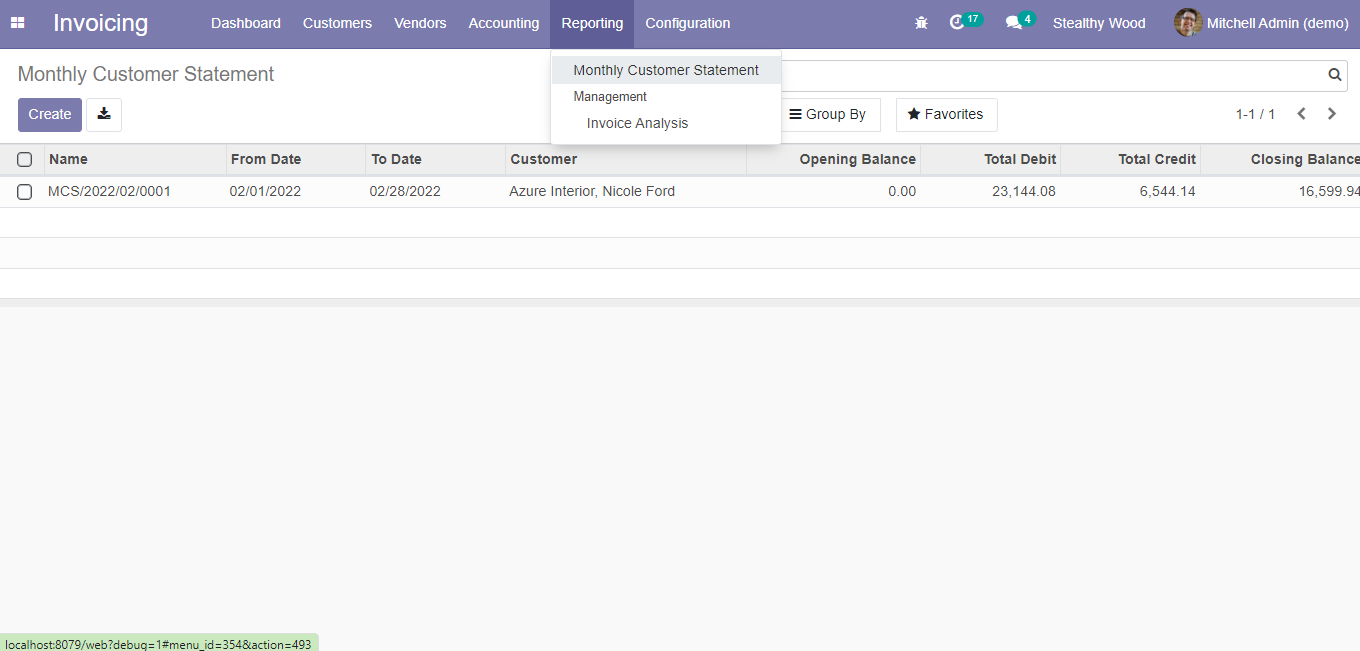 Invoicing Dashboard Customers Vendors Accounting Reporting Configuration 17 4 Stealthy Wood Mitchell Admin (demo)
Monthly Customer Statement
Monthly Customer Statement
Management
Invoice Analysis
Create Group By Favorites 1-1 / 1
Name From Date To Date Customer Opening Balance Total Debit Total Credit Closing Balance
MCS/2022/02/0001 02/01/2022 02/28/2022 Azure Interior, Nicole Ford 0.00 23,144.08 6,544.14 16,599.94
localhost:8079/web?debug=1#menu_id=354&action=493